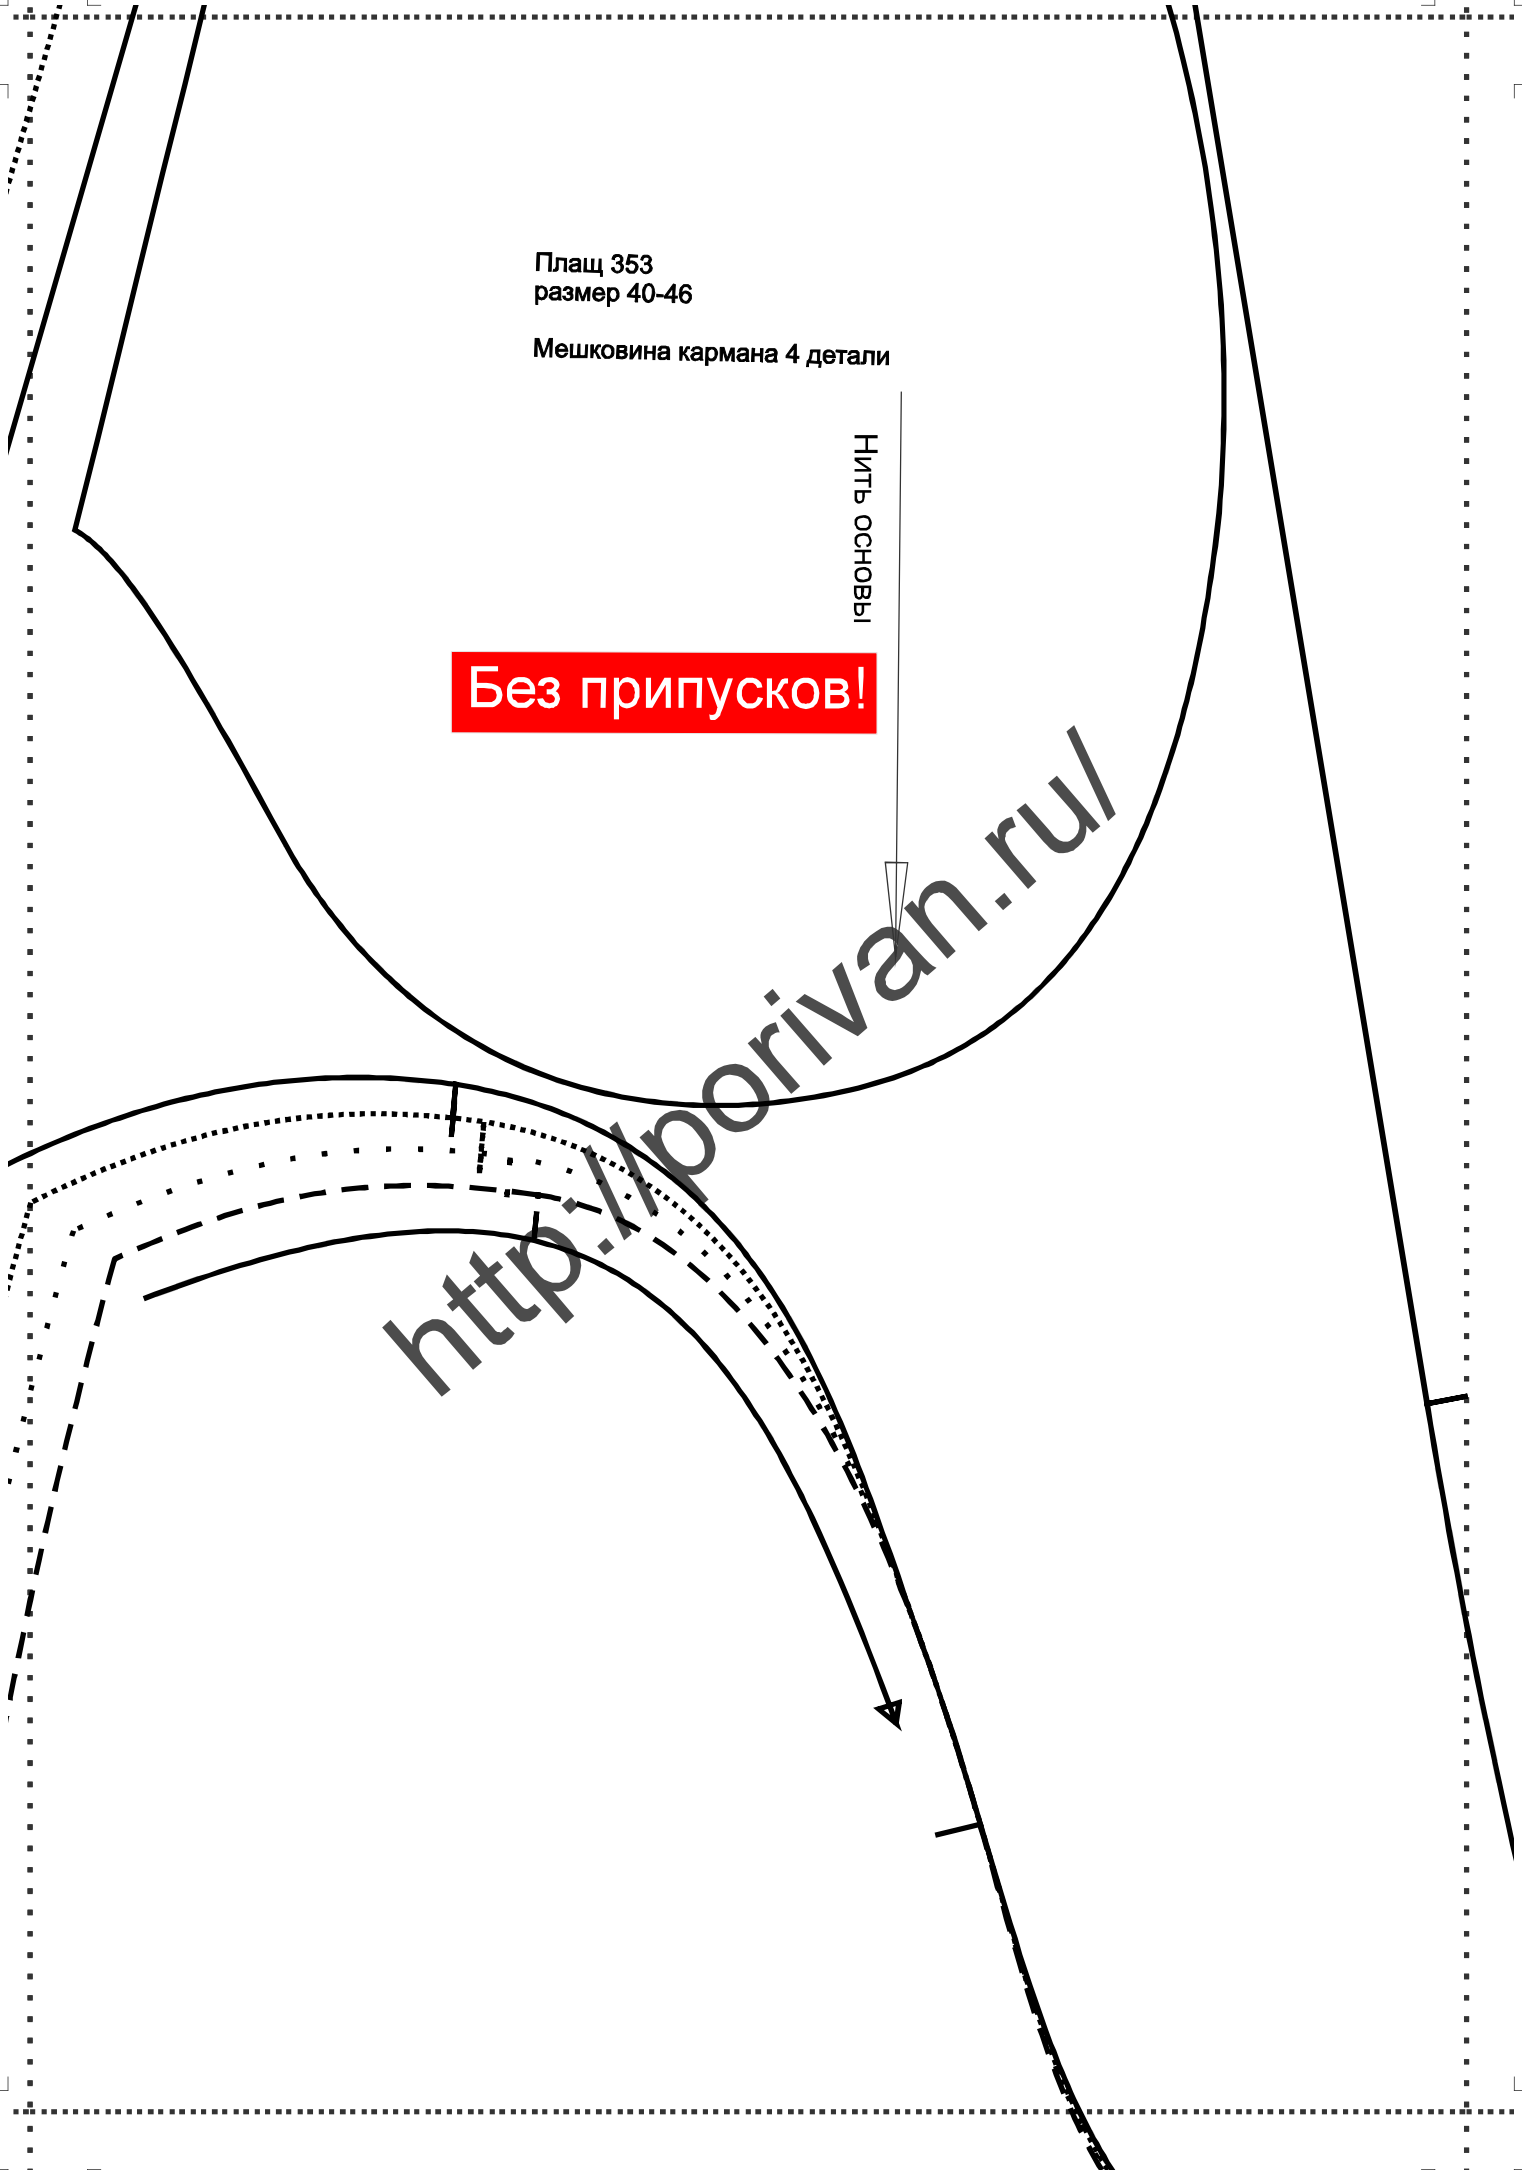 Плащ 353
размер 40-46
Мешковина кармана 4 детали
Нить основы
Без припусков!
http://porivan.ru/